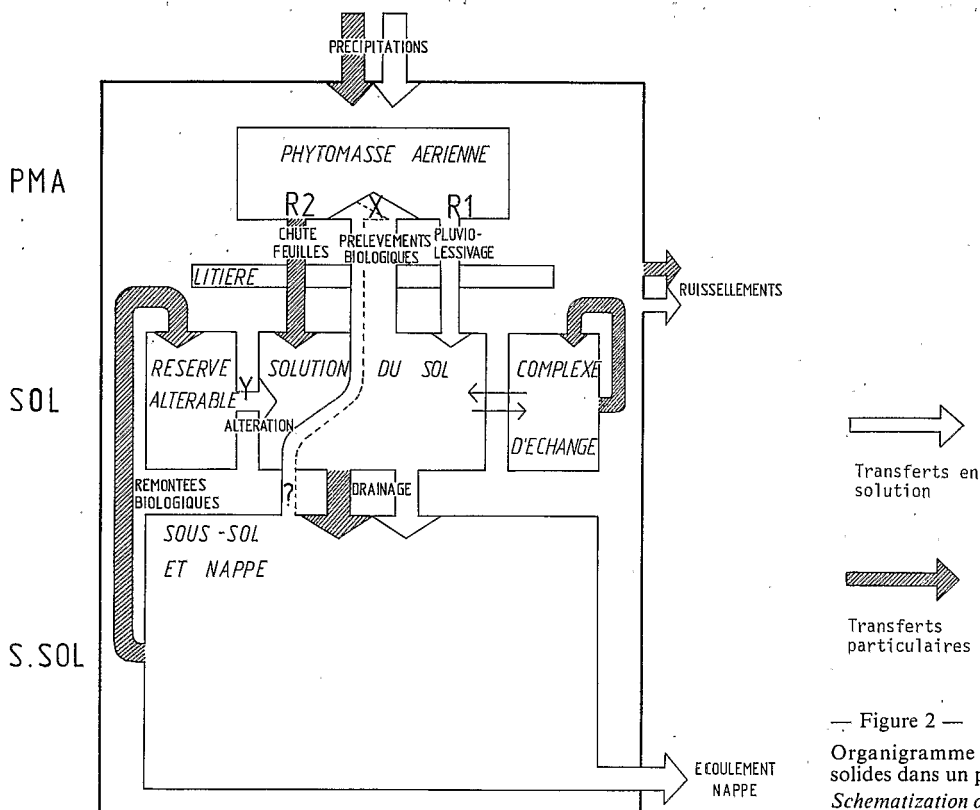 PRECIPITATIONS
PMA
PHYTOMASSE AERIENNE
R2 X R1
CHUTE
FEUILLES
PRELEVEMENTS
BIOLOGIQUES
PLUVIO-
LESSIVAGE
LITIERE
RUISSELLEMENTS
SOL
RESERVE
ALTERABLE
Y
ALTERATION
SOLUTION DU SOL
COMPLEXE
D'ECHANGE
REMONTEES
BIOLOGIQUES
?
DRAINAGE
SOUS-SOL
ET NAPPE
S.SOL
ECOULEMENT
NAPPE
Transferts en
solution
Transferts
particulaires
— Figure 2 —
Organigramme
solides dans un p
Schematization o